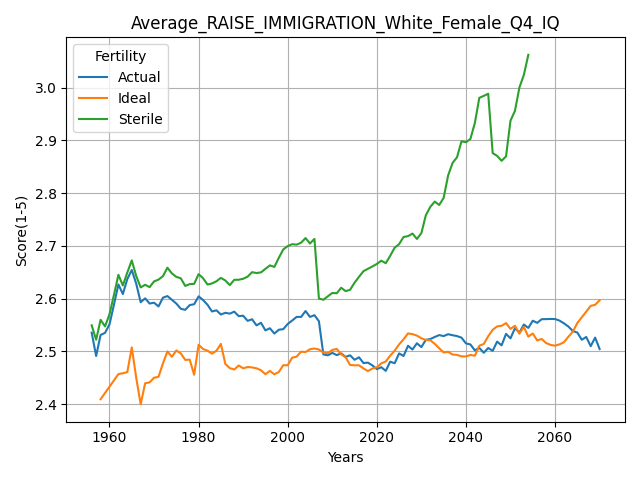 Average_RAISE_IMMIGRATION_White_Female_Q4_IQ
Fertility
Actual
Ideal
Sterile
Score(1-5)
3.0
2.9
2.8
2.7
2.6
2.5
2.4
1960
1980
2000
2020
2040
2060
Years